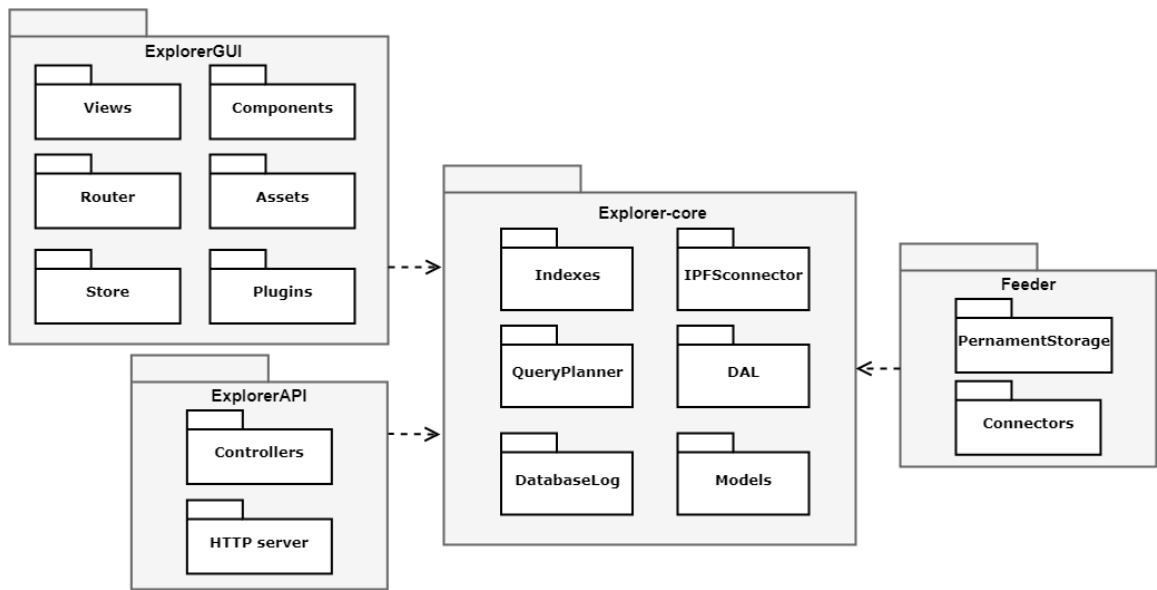 ExplorerGUI
Views
Components
Router
Assets
Store
Plugins
ExplorerAPI
Controllers
HTTP server
Explorer-core
Indexes
IPFSconnector
QueryPlanner
DAL
DatabaseLog
Models
Feeder
PernamentStorage
Connectors